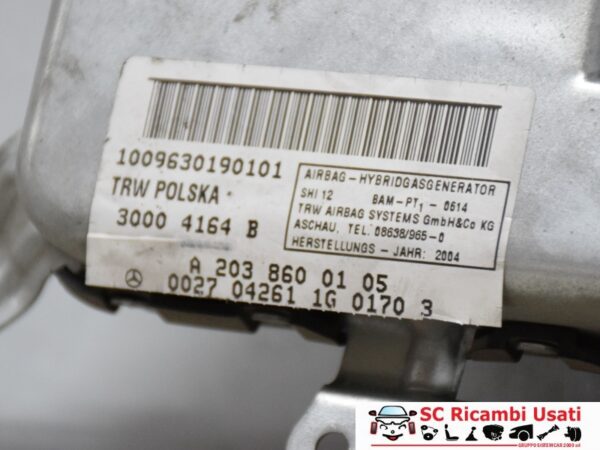 1009630190101
TRW POLSKA
3000 4164 B
AIRBAG - HYBRIDGASGENERATOR
SHI 12 BAM-PT1 - 0614
TRW AIRBAG SYSTEMS GmbH&Co KG
ASCHAU, TEL. 08638/965-0
HERSTELLUNGS - JAHR: 2004
A 203 860 01 05
0027 04261 1G 0170 3
SC Ricambi Usati